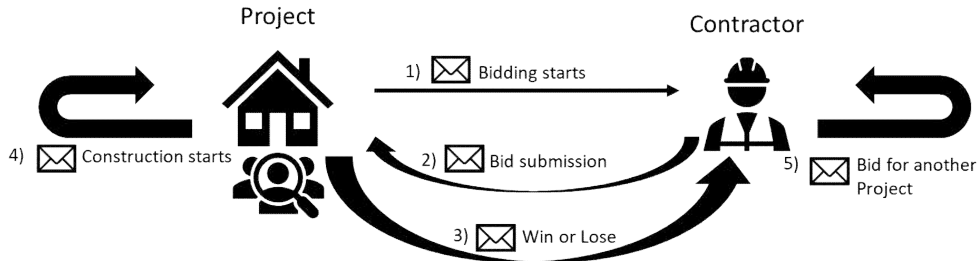 Project
Contractor
1) Bidding starts
4) Construction starts
2) Bid submission
5) Bid for another
Project
3) Win or Lose